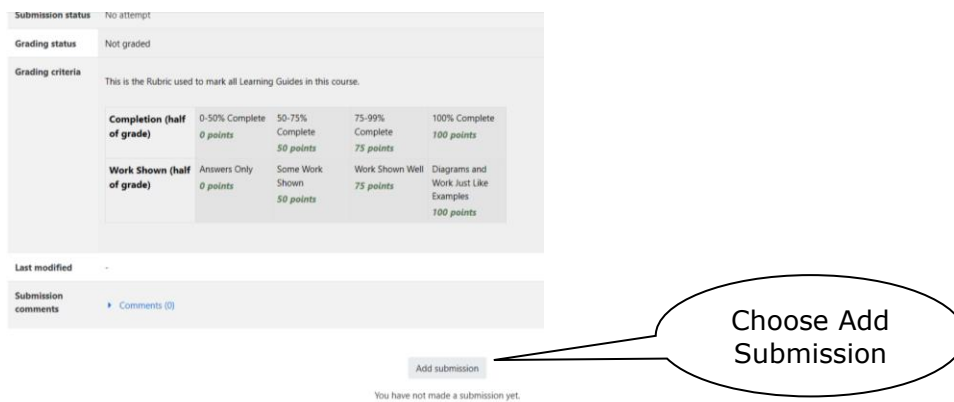 Submission status No attempt
Grading status Not graded
Grading criteria
This is the Rubric used to mark all Learning Guides in this course.
Completion (half of grade) 0-50% Complete 0 points 50-75% Complete 50 points 75-99% Complete 75 points 100% Complete 100 points
Work Shown (half of grade) Answers Only 0 points Some Work Shown 50 points Work Shown Well 75 points Diagrams and Work Just Like Examples 100 points
Last modified -
Submission comments Comments (0)
Choose Add
Submission
Add submission
You have not made a submission yet.